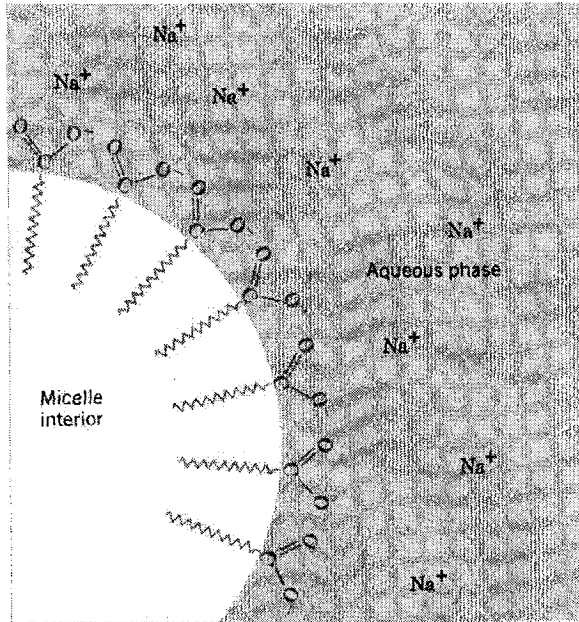 Na+
Na+
Na+
O O
O
C
O Na+
C O
C O Na+
O
Aqueous phase
C O
O Na+
C
Micelle O
interior
O
C Na+
O
O
C
Na+
O